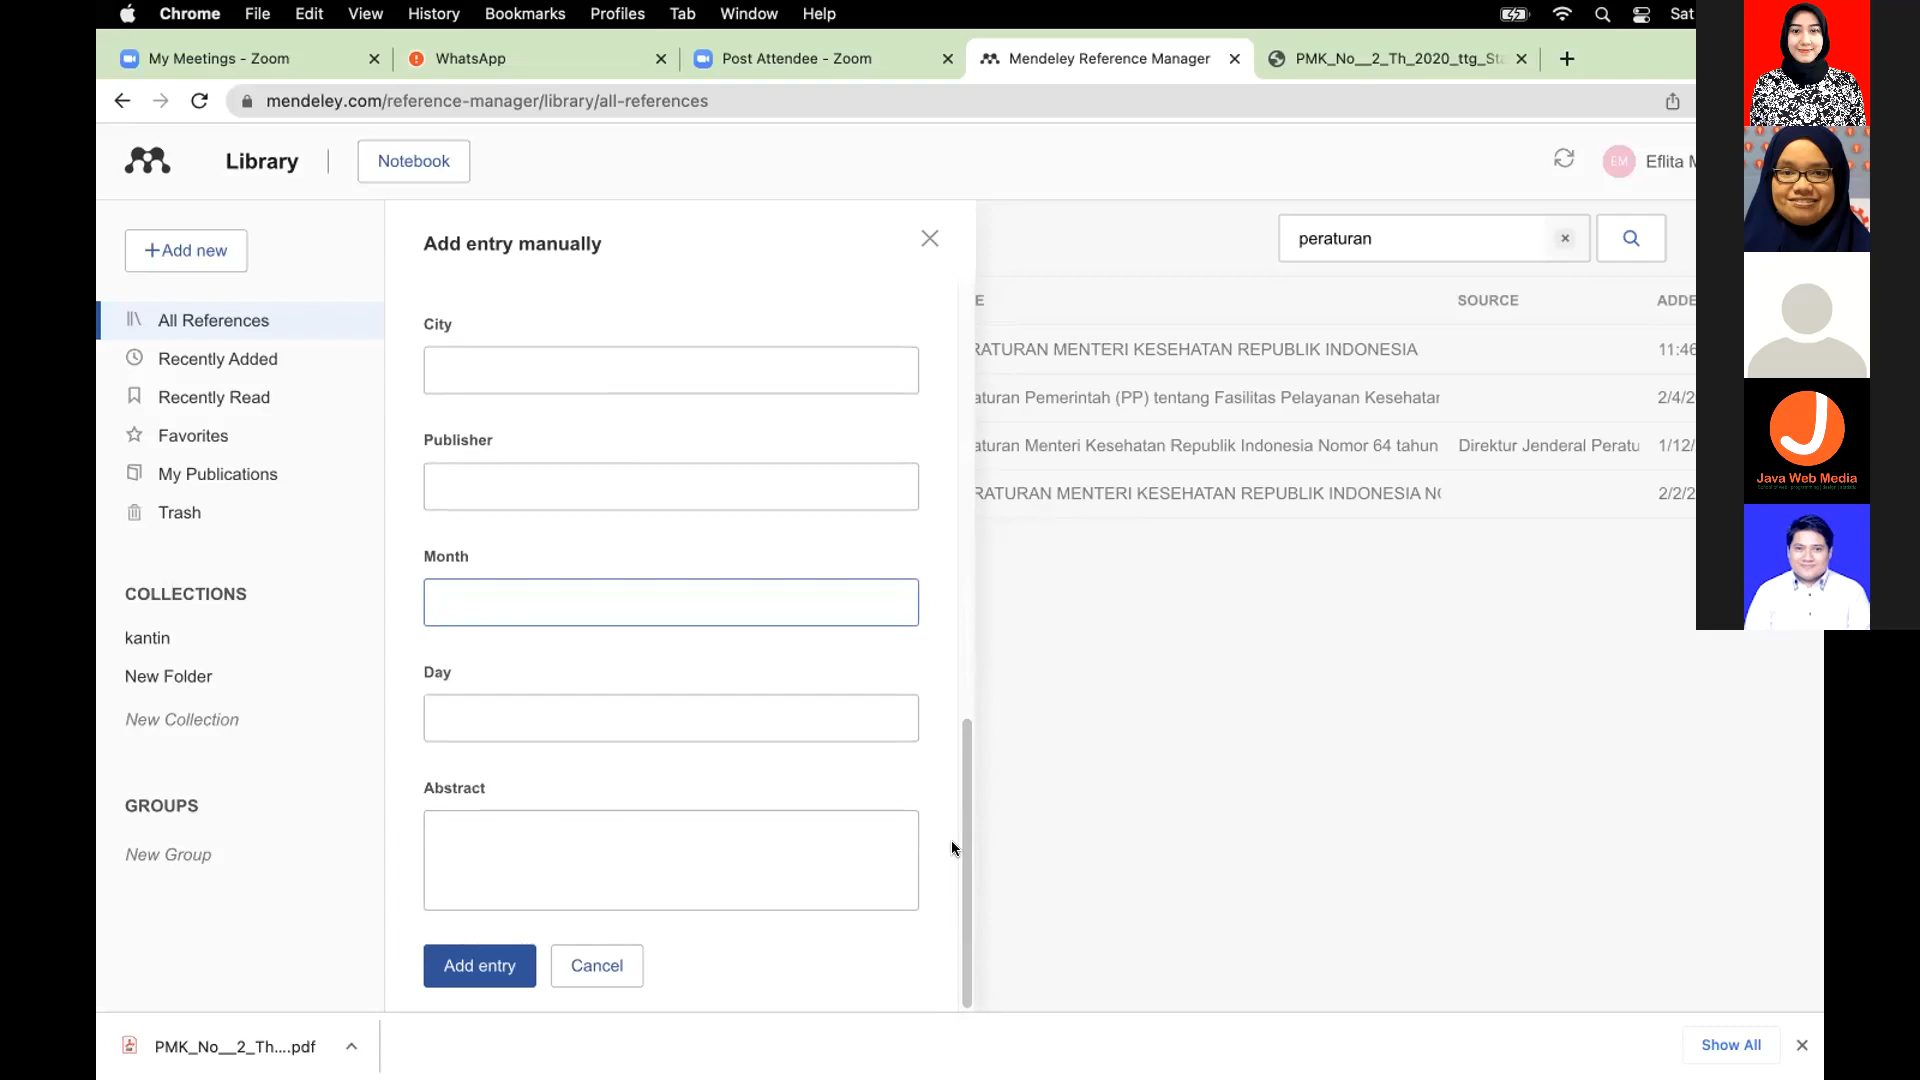 Chrome File Edit View History Bookmarks Profiles Tab Window Help Sat
My Meetings - Zoom
WhatsApp
Post Attendee - Zoom
Mendeley Reference Manager
PMK_No__2_Th_2020_ttg_Sta
mendeley.com/reference-manager/library/all-references
Library
Notebook
EM
Eflita M
+Add new
All References
Recently Added
Recently Read
Favorites
My Publications
Trash
COLLECTIONS
kantin
New Folder
New Collection
GROUPS
New Group
Add entry manually
City
Publisher
Month
Day
Abstract
Add entry
Cancel
peraturan
E SOURCE ADDE
RATURAN MENTERI KESEHATAN REPUBLIK INDONESIA 11:46
aturan Pemerintah (PP) tentang Fasilitas Pelayanan Kesehatan 2/4/2
aturan Menteri Kesehatan Republik Indonesia Nomor 64 tahun Direktur Jenderal Peratu 1/12/
RATURAN MENTERI KESEHATAN REPUBLIK INDONESIA NO 2/2/2
Java Web Media
PMK_No__2_Th....pdf
Show All